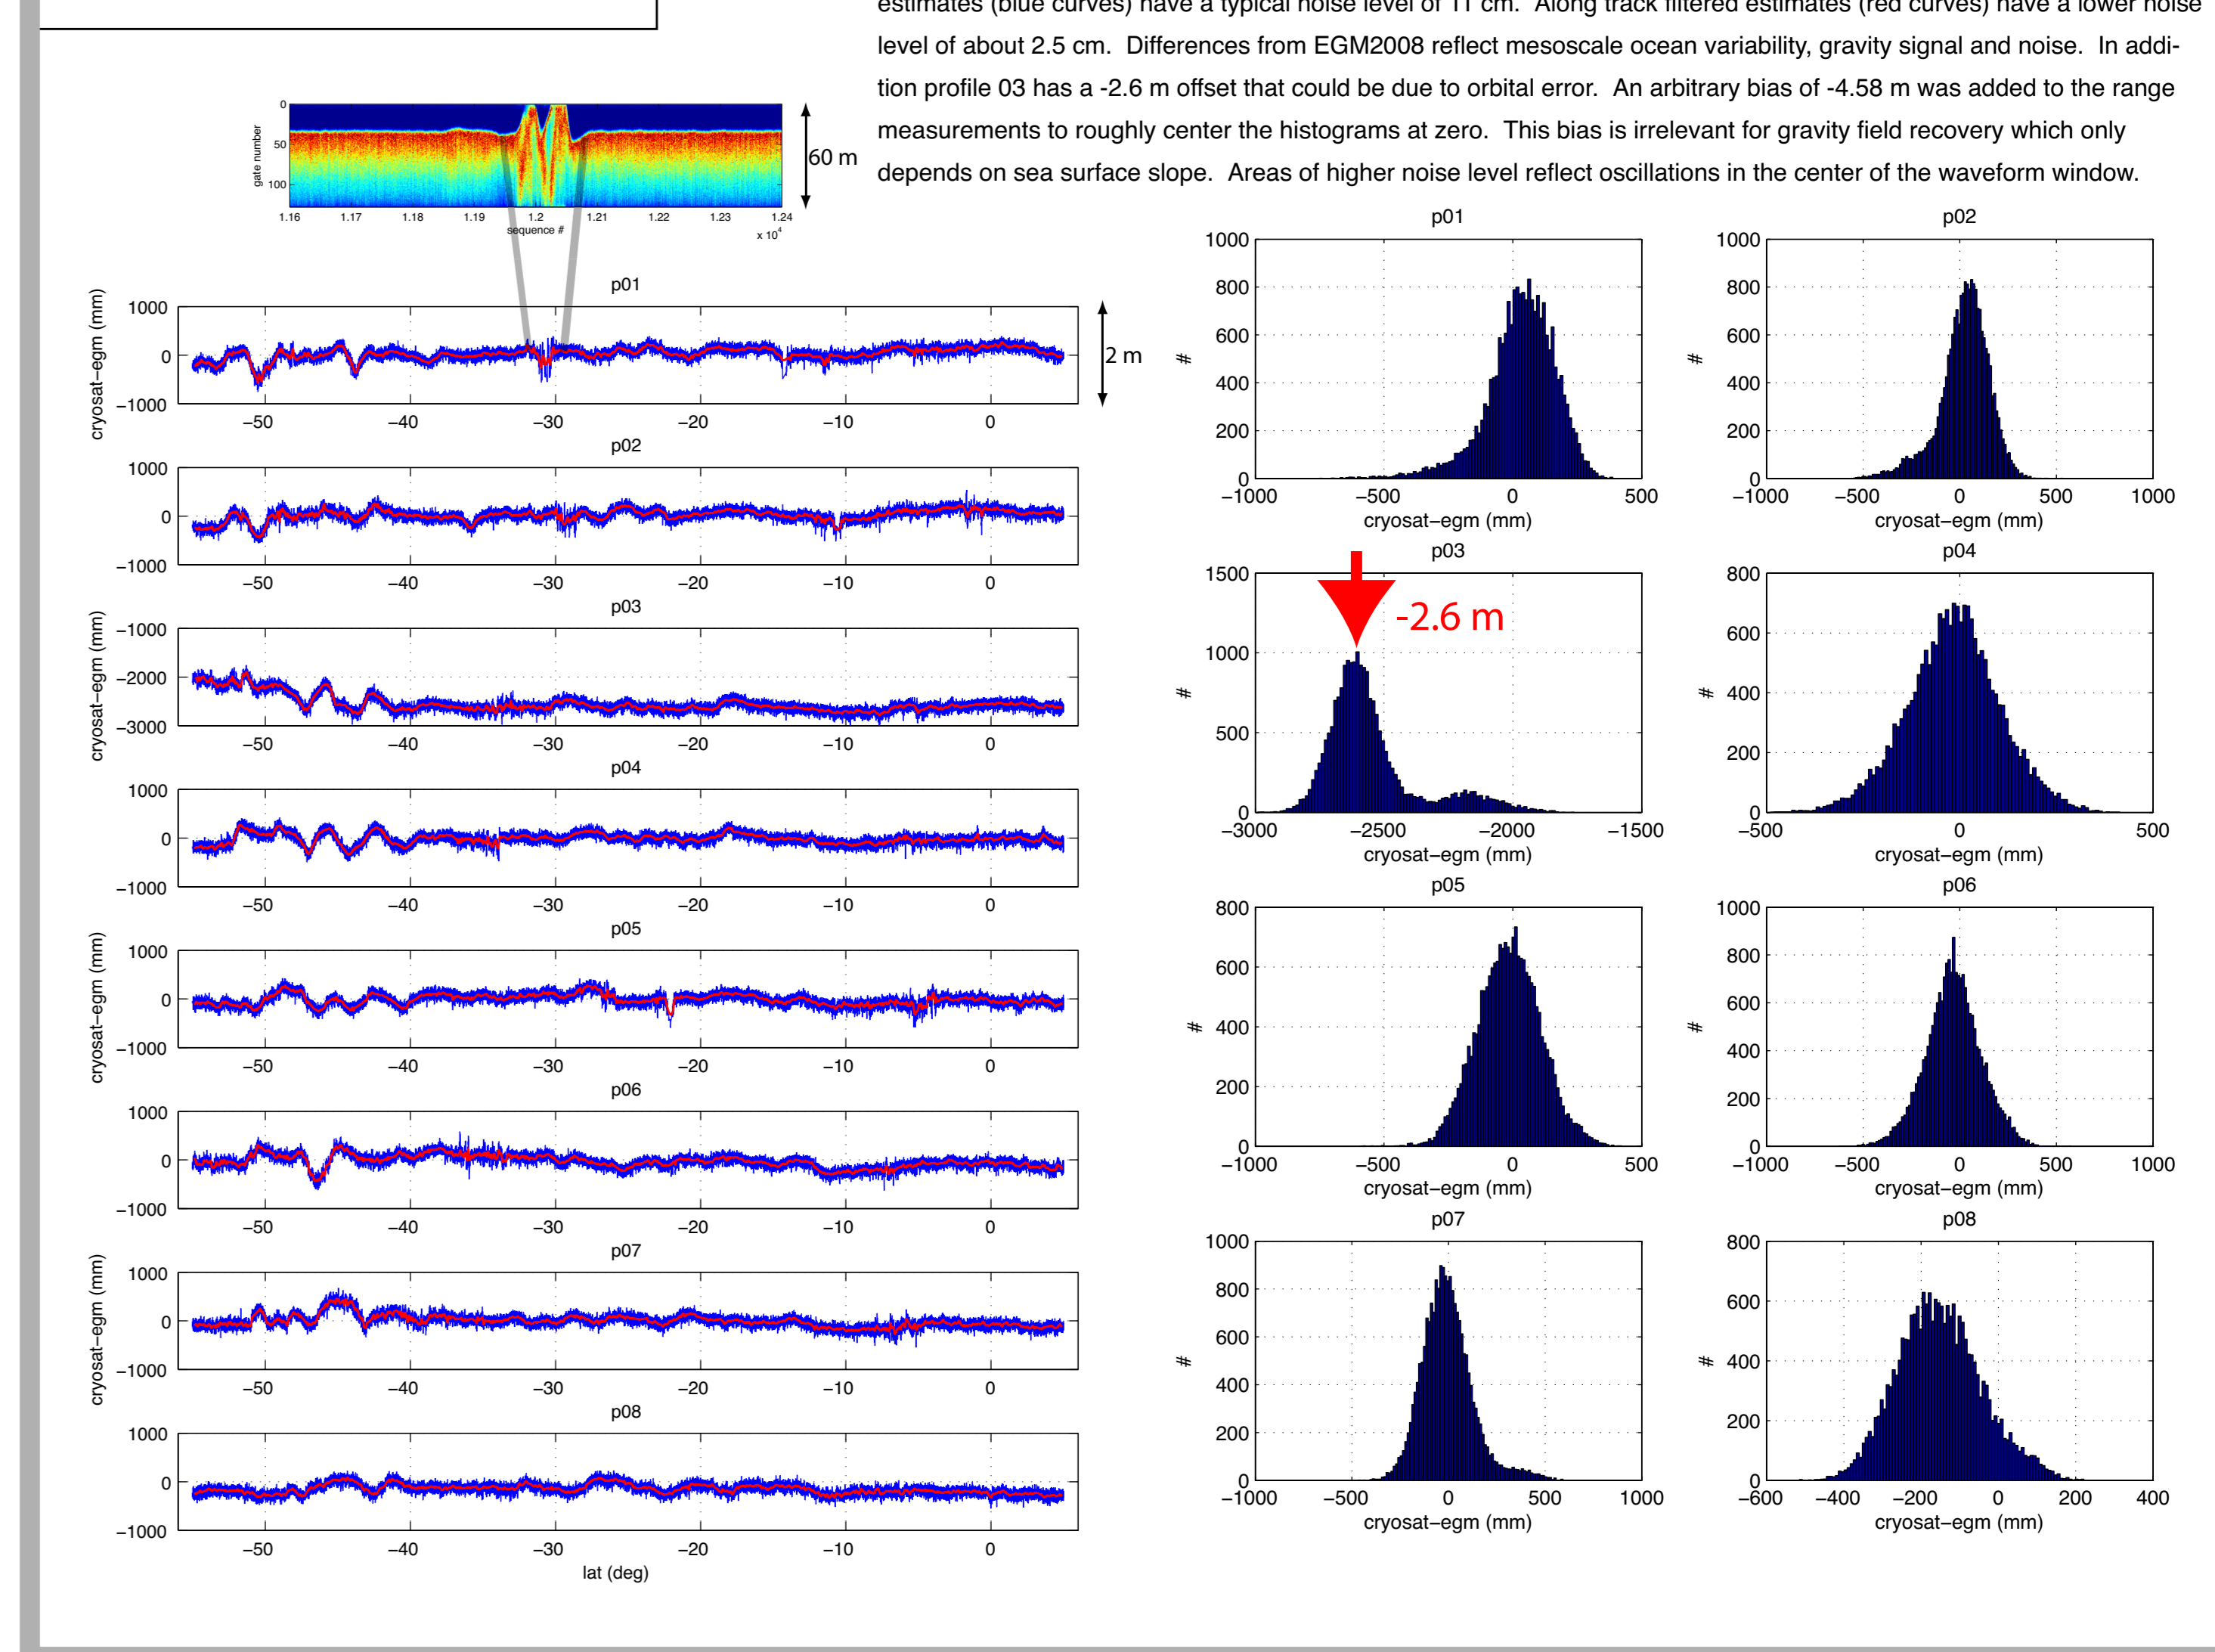 estimates (blue curves) have a typical noise level of 11 cm. Along track filtered estimates (red curves) have a lower noise
level of about 2.5 cm. Differences from EGM2008 reflect mesoscale ocean variability, gravity signal and noise. In addi-
tion profile 03 has a -2.6 m offset that could be due to orbital error. An arbitrary bias of -4.58 m was added to the range
measurements to roughly center the histograms at zero. This bias is irrelevant for gravity field recovery which only
depends on sea surface slope. Areas of higher noise level reflect oscillations in the center of the waveform window.
gate number
0
50
100
60 m
1.16 1.17 1.18 1.19 1.2 1.21 1.22 1.23 1.24
sequence #
x 10^4
p01
cryosat−egm (mm)
1000
0
−1000
2 m
−50 −40 −30 −20 −10 0
p02
1000
0
−1000
−50 −40 −30 −20 −10 0
p03
cryosat−egm (mm)
−1000
−2000
−3000
−50 −40 −30 −20 −10 0
p04
1000
0
−1000
−50 −40 −30 −20 −10 0
p05
cryosat−egm (mm)
1000
0
−1000
−50 −40 −30 −20 −10 0
p06
1000
0
−1000
−50 −40 −30 −20 −10 0
p07
cryosat−egm (mm)
1000
0
−1000
−50 −40 −30 −20 −10 0
p08
1000
0
−1000
−50 −40 −30 −20 −10 0
lat (deg)
p01
#
1000
800
600
400
200
0
−1000 −500 0 500
cryosat−egm (mm)
p02
#
1000
800
600
400
200
0
−1000 −500 0 500 1000
cryosat−egm (mm)
p03
-2.6 m
#
1500
1000
500
0
−3000 −2500 −2000 −1500
cryosat−egm (mm)
p04
#
800
600
400
200
0
−500 0 500
cryosat−egm (mm)
p05
#
800
600
400
200
0
−1000 −500 0 500
cryosat−egm (mm)
p06
#
1000
800
600
400
200
0
−1000 −500 0 500 1000
cryosat−egm (mm)
p07
#
1000
800
600
400
200
0
−1000 −500 0 500 1000
cryosat−egm (mm)
p08
#
800
600
400
200
0
−600 −400 −200 0 200 400
cryosat−egm (mm)